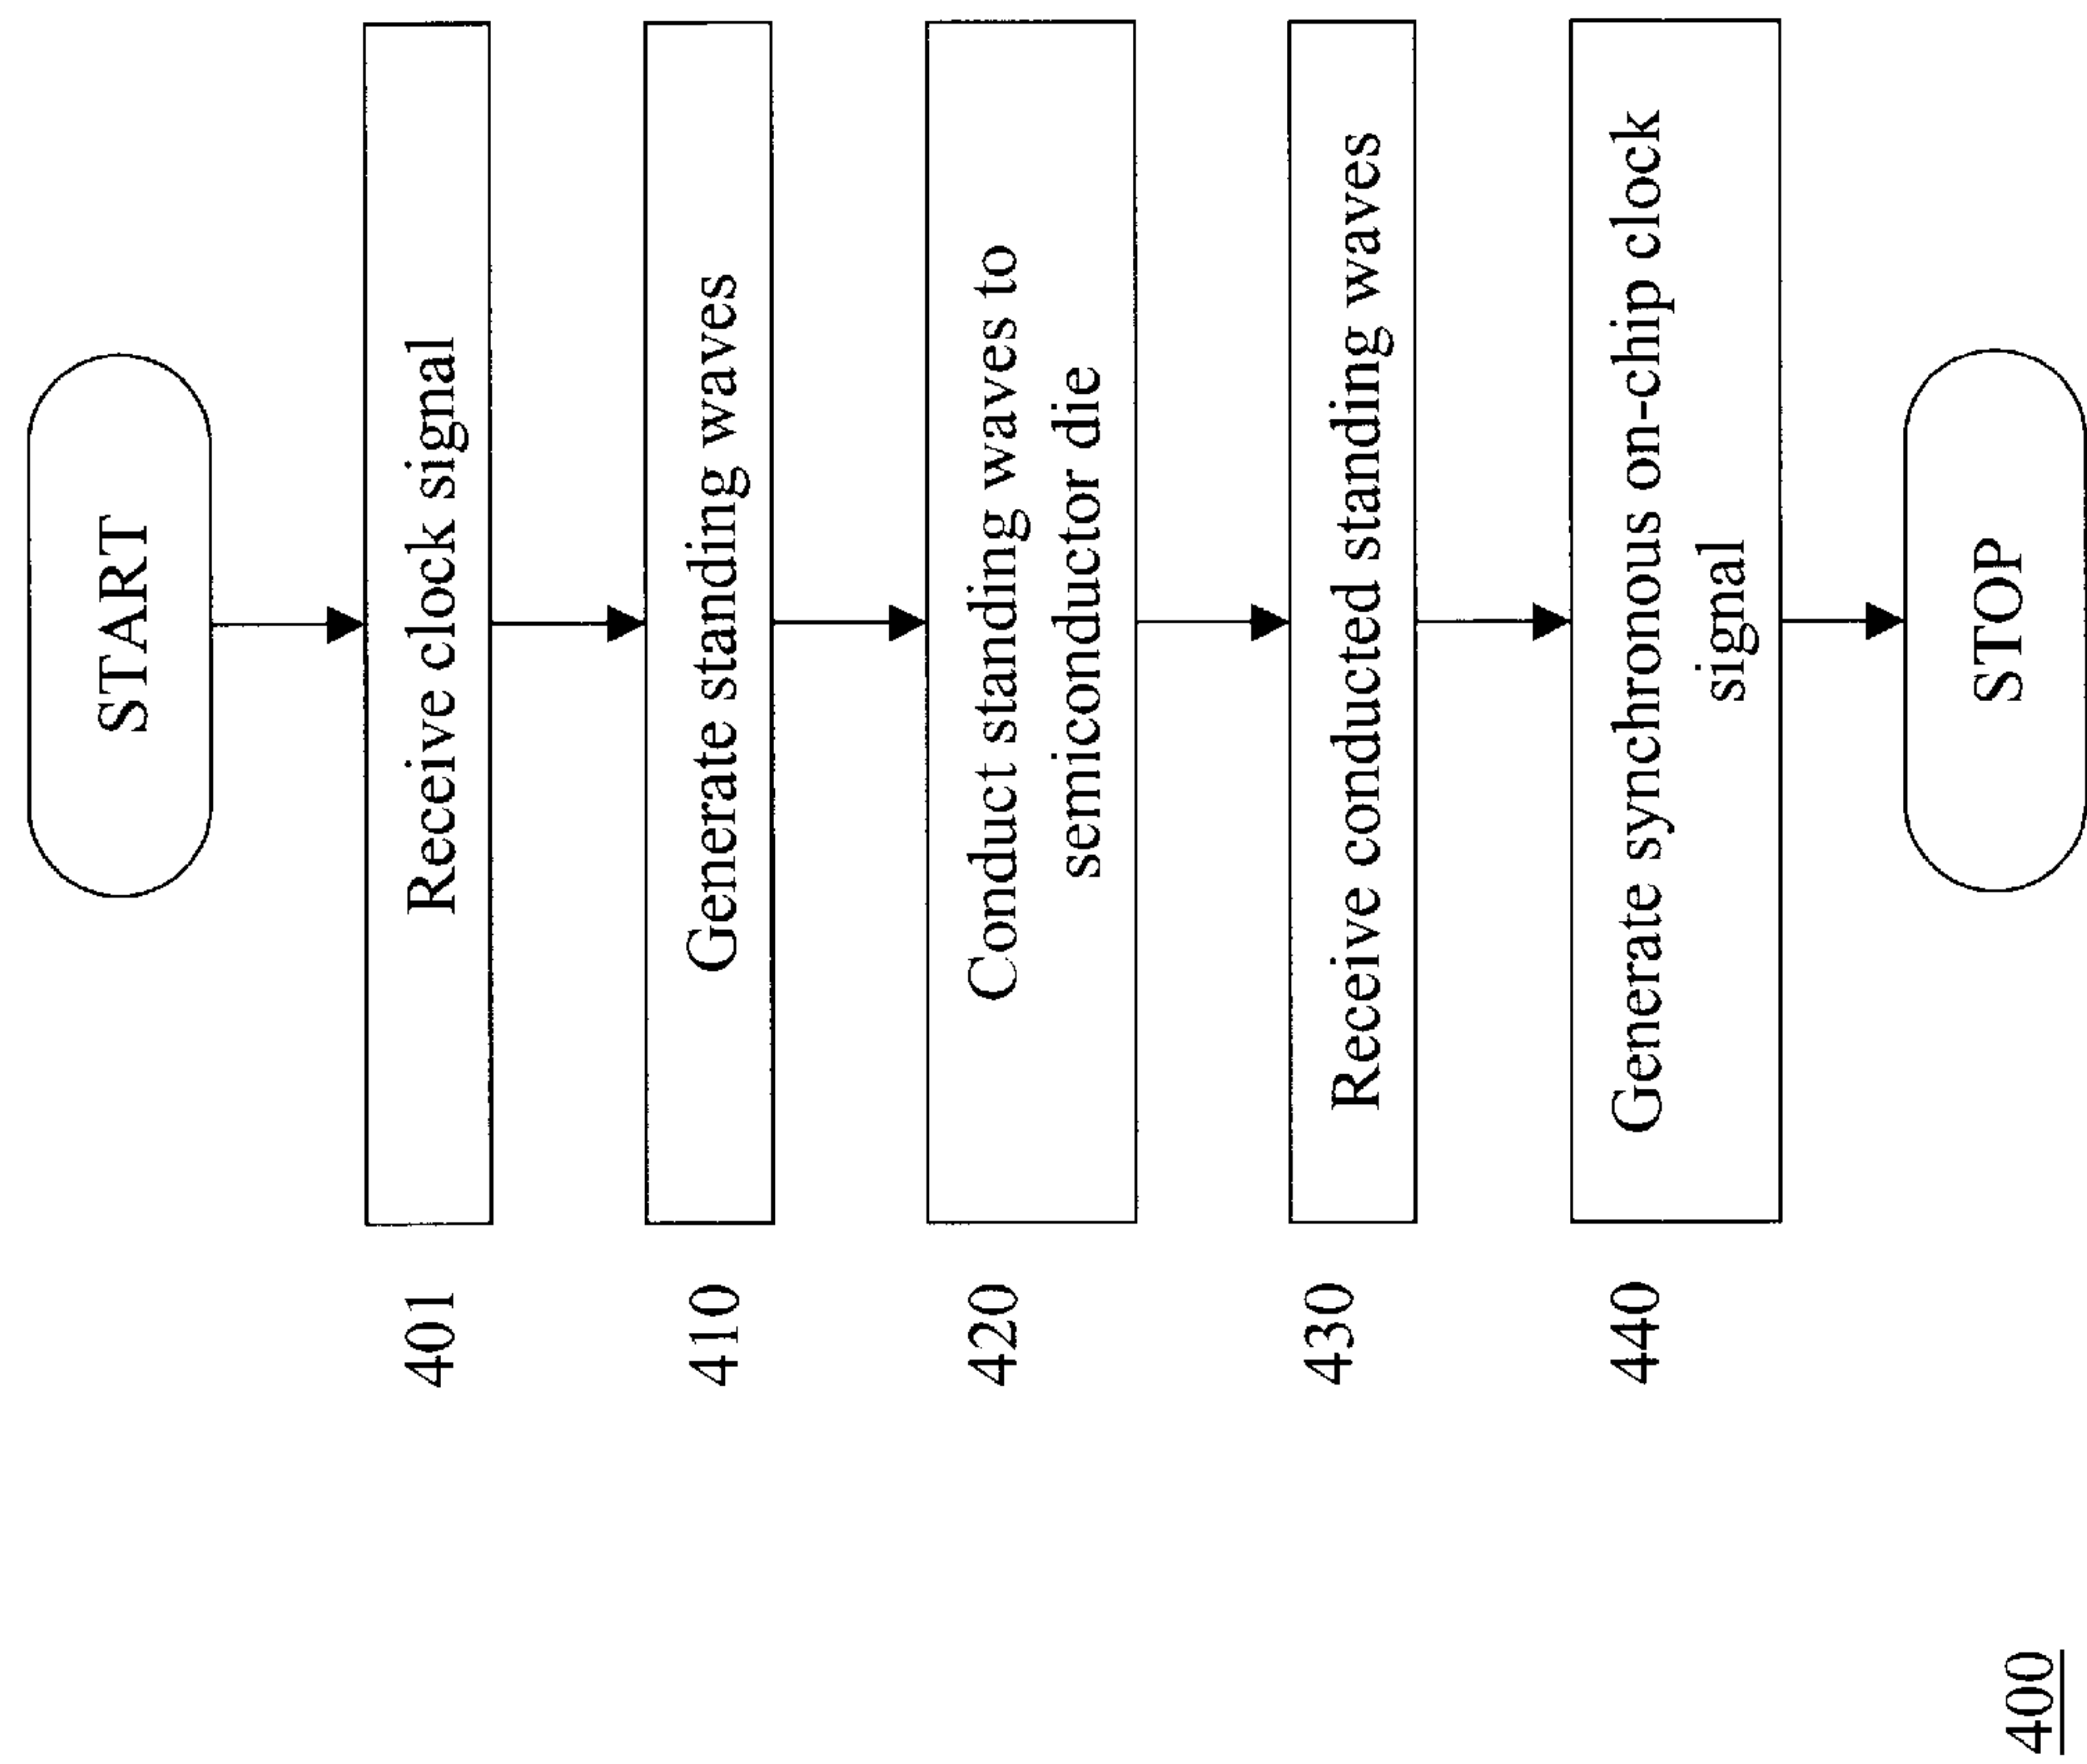 START
401 Receive clock signal
410 Generate standing waves
420 Conduct standing waves to
semiconductor die
430 Receive conducted standing waves
440 Generate synchronous on-chip clock
signal
STOP
400